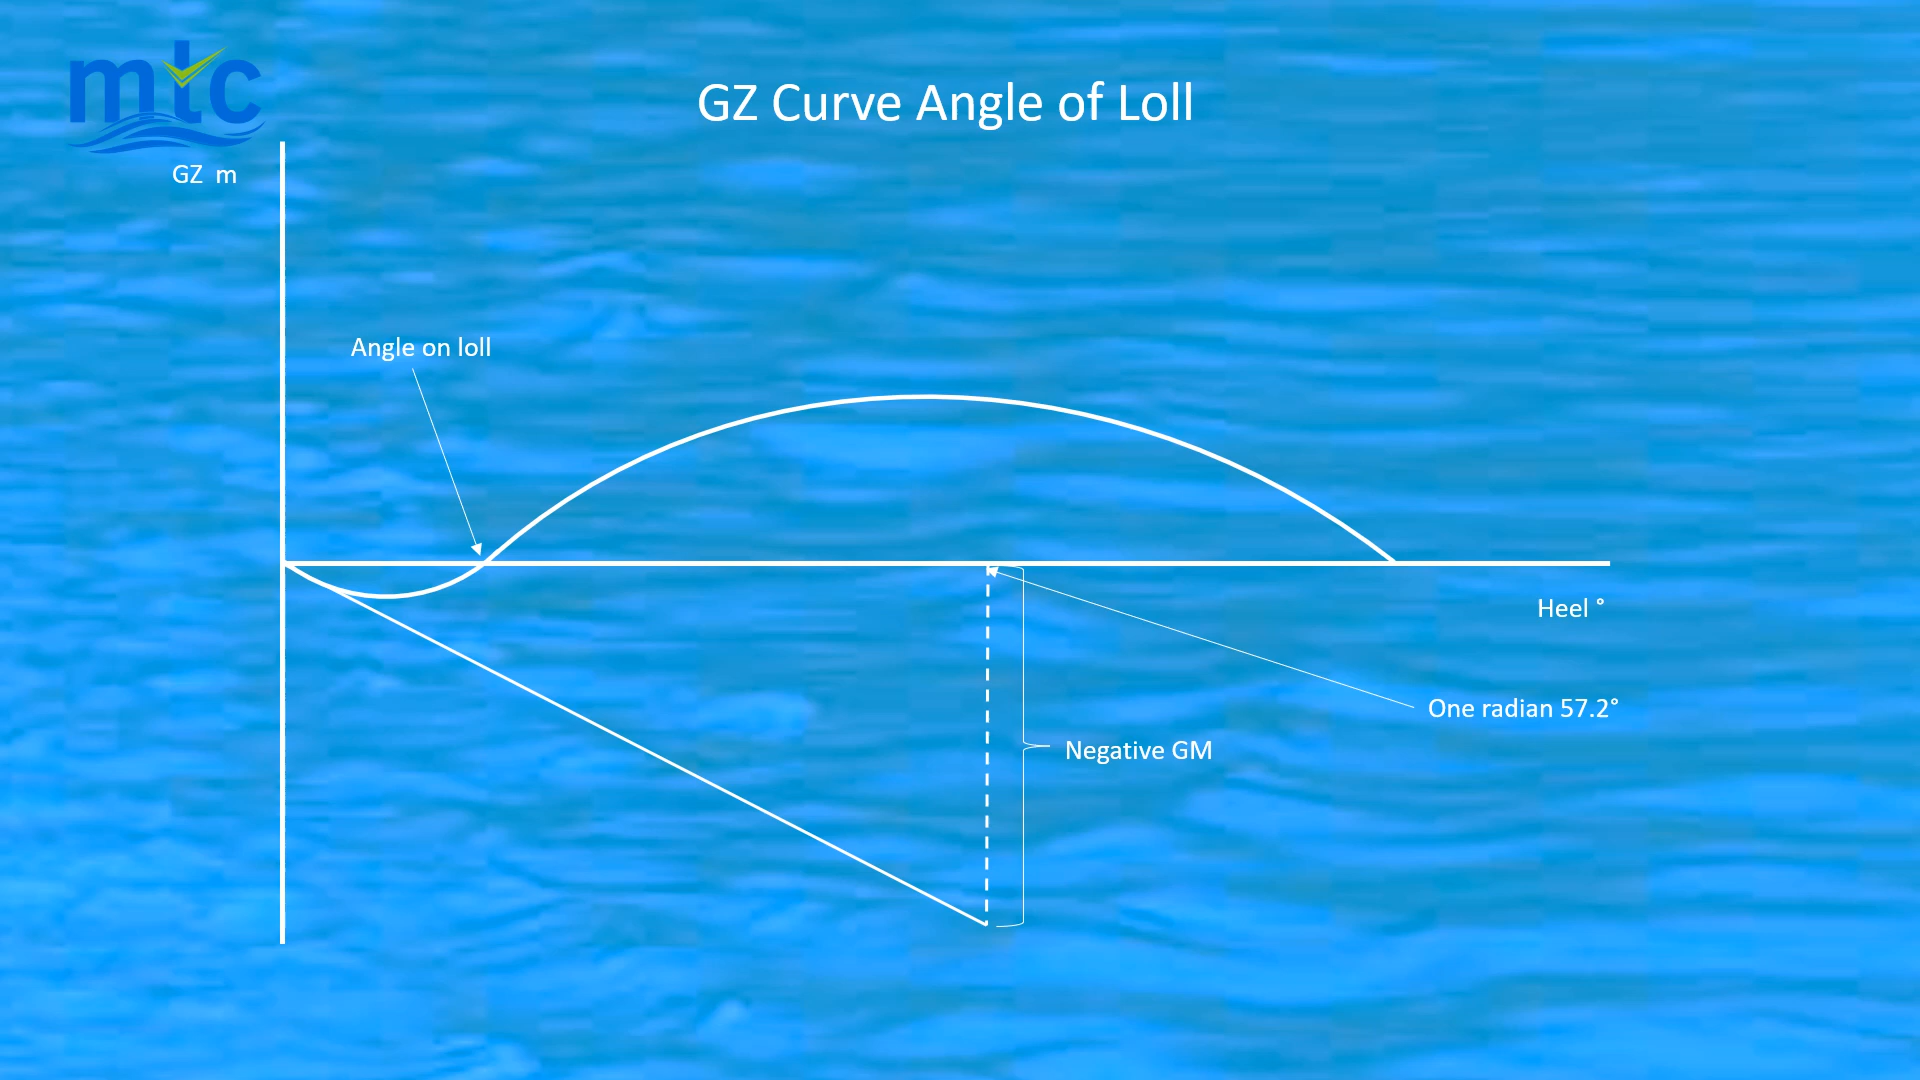 mtc
GZ Curve Angle of Loll
GZ  m
Angle on loll
Heel °
One radian 57.2°
Negative GM